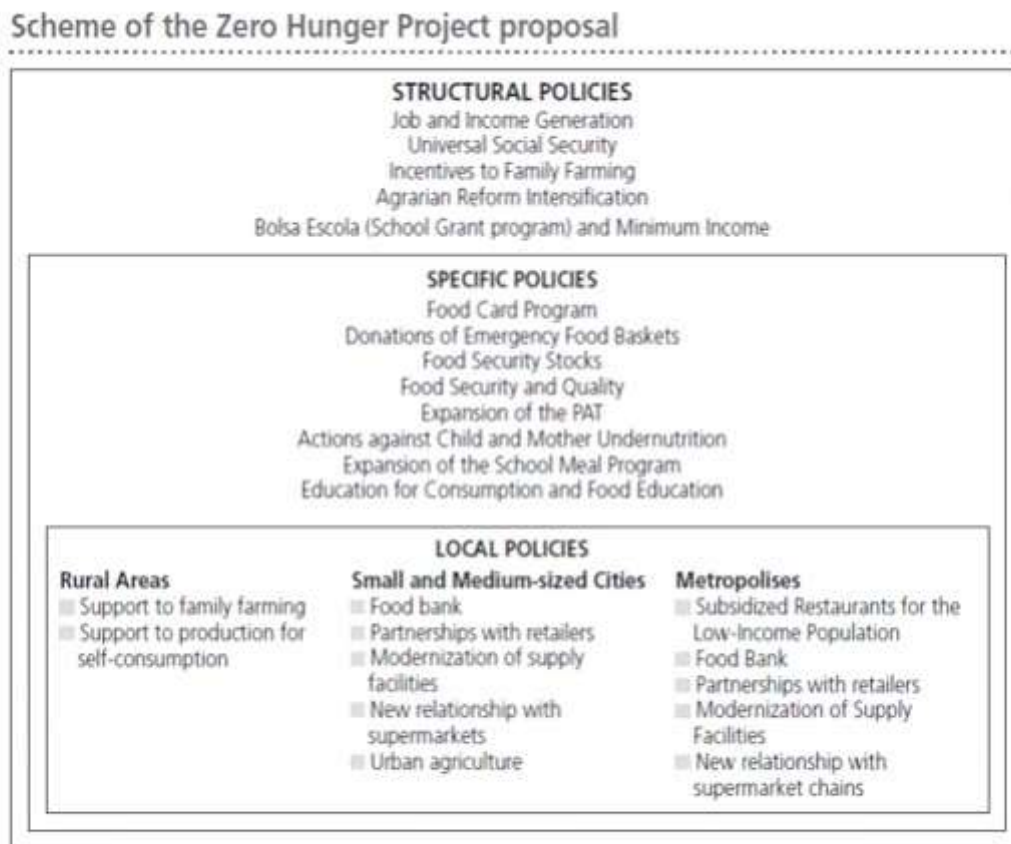 Scheme of the Zero Hunger Project proposal
STRUCTURAL POLICIES
Job and Income Generation
Universal Social Security
Incentives to Family Farming
Agrarian Reform Intensification
Bolsa Escola (School Grant program) and Minimum Income
SPECIFIC POLICIES
Food Card Program
Donations of Emergency Food Baskets
Food Security Stocks
Food Security and Quality
Expansion of the PAT
Actions against Child and Mother Undernutrition
Expansion of the School Meal Program
Education for Consumption and Food Education
LOCAL POLICIES
Rural Areas
Support to family farming
Support to production for
self-consumption
Small and Medium-sized Cities
Food bank
Partnerships with retailers
Modernization of supply
facilities
New relationship with
supermarkets
Urban agriculture
Metropolises
Subsidized Restaurants for the
Low-Income Population
Food Bank
Partnerships with retailers
Modernization of Supply
Facilities
New relationship with
supermarket chains